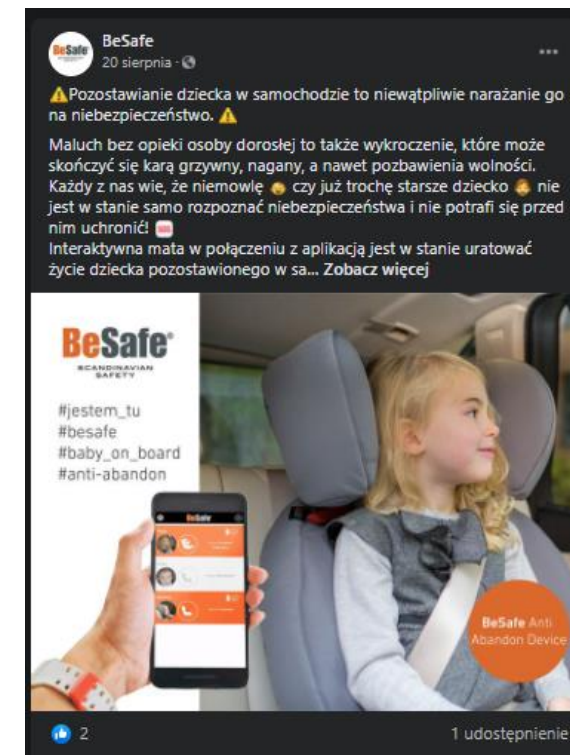 BeSafe
BeSafe
20 sierpnia ·
⚠️Pozostawianie dziecka w samochodzie to niewątpliwie narażanie go
na niebezpieczeństwo. ⚠️
Maluch bez opieki osoby dorosłej to także wykroczenie, które może
skończyć się karą grzywny, nagany, a nawet pozbawienia wolności.
Każdy z nas wie, że niemowlę 👶 czy już trochę starsze dziecko 👧 nie
jest w stanie samo rozpoznać niebezpieczeństwa i nie potrafi się przed
nim uchronić! 🆘
Interaktywna mata w połączeniu z aplikacją jest w stanie uratować
życie dziecka pozostawionego w sa... Zobacz więcej
BeSafe®
SCANDINAVIAN
SAFETY
#jestem_tu
#besafe
#baby_on_board
#anti-abandon
BeSafe
BeSafe Anti
Abandon Device
2
1 udostępnienie